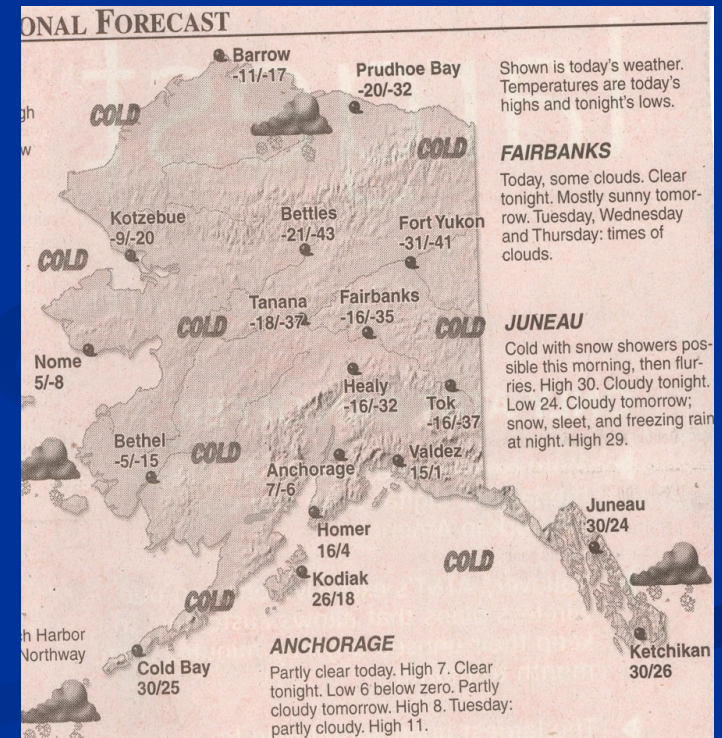 ONAL FORECAST
Barrow
-11/-17
Prudhoe Bay
-20/-32
Shown is today's weather.
Temperatures are today's
highs and tonight's lows.
gh
COLD
w
COLD
FAIRBANKS
Today, some clouds. Clear
tonight. Mostly sunny tomor-
row. Tuesday, Wednesday
and Thursday: times of
clouds.
Kotzebue
-9/-20
Bettles
-21/-43
Fort Yukon
-31/-41
COLD
Tanana
-18/-37
Fairbanks
-16/-35
COLD
COLD
JUNEAU
Cold with snow showers pos-
sible this morning, then flur-
ries. High 30. Cloudy tonight.
Low 24. Cloudy tomorrow;
snow, sleet, and freezing rain
at night. High 29.
Nome
5/-8
Healy
-16/-32
Tok
-16/-37
Bethel
-5/-15
COLD
Anchorage
7/-6
Valdez
15/1
Homer
16/4
Juneau
30/24
COLD
Kodiak
26/18
COLD
h Harbor
Northway
Cold Bay
30/25
Ketchikan
30/26
ANCHORAGE
Partly clear today. High 7. Clear
tonight. Low 6 below zero. Partly
cloudy tomorrow. High 8. Tuesday:
partly cloudy. High 11.